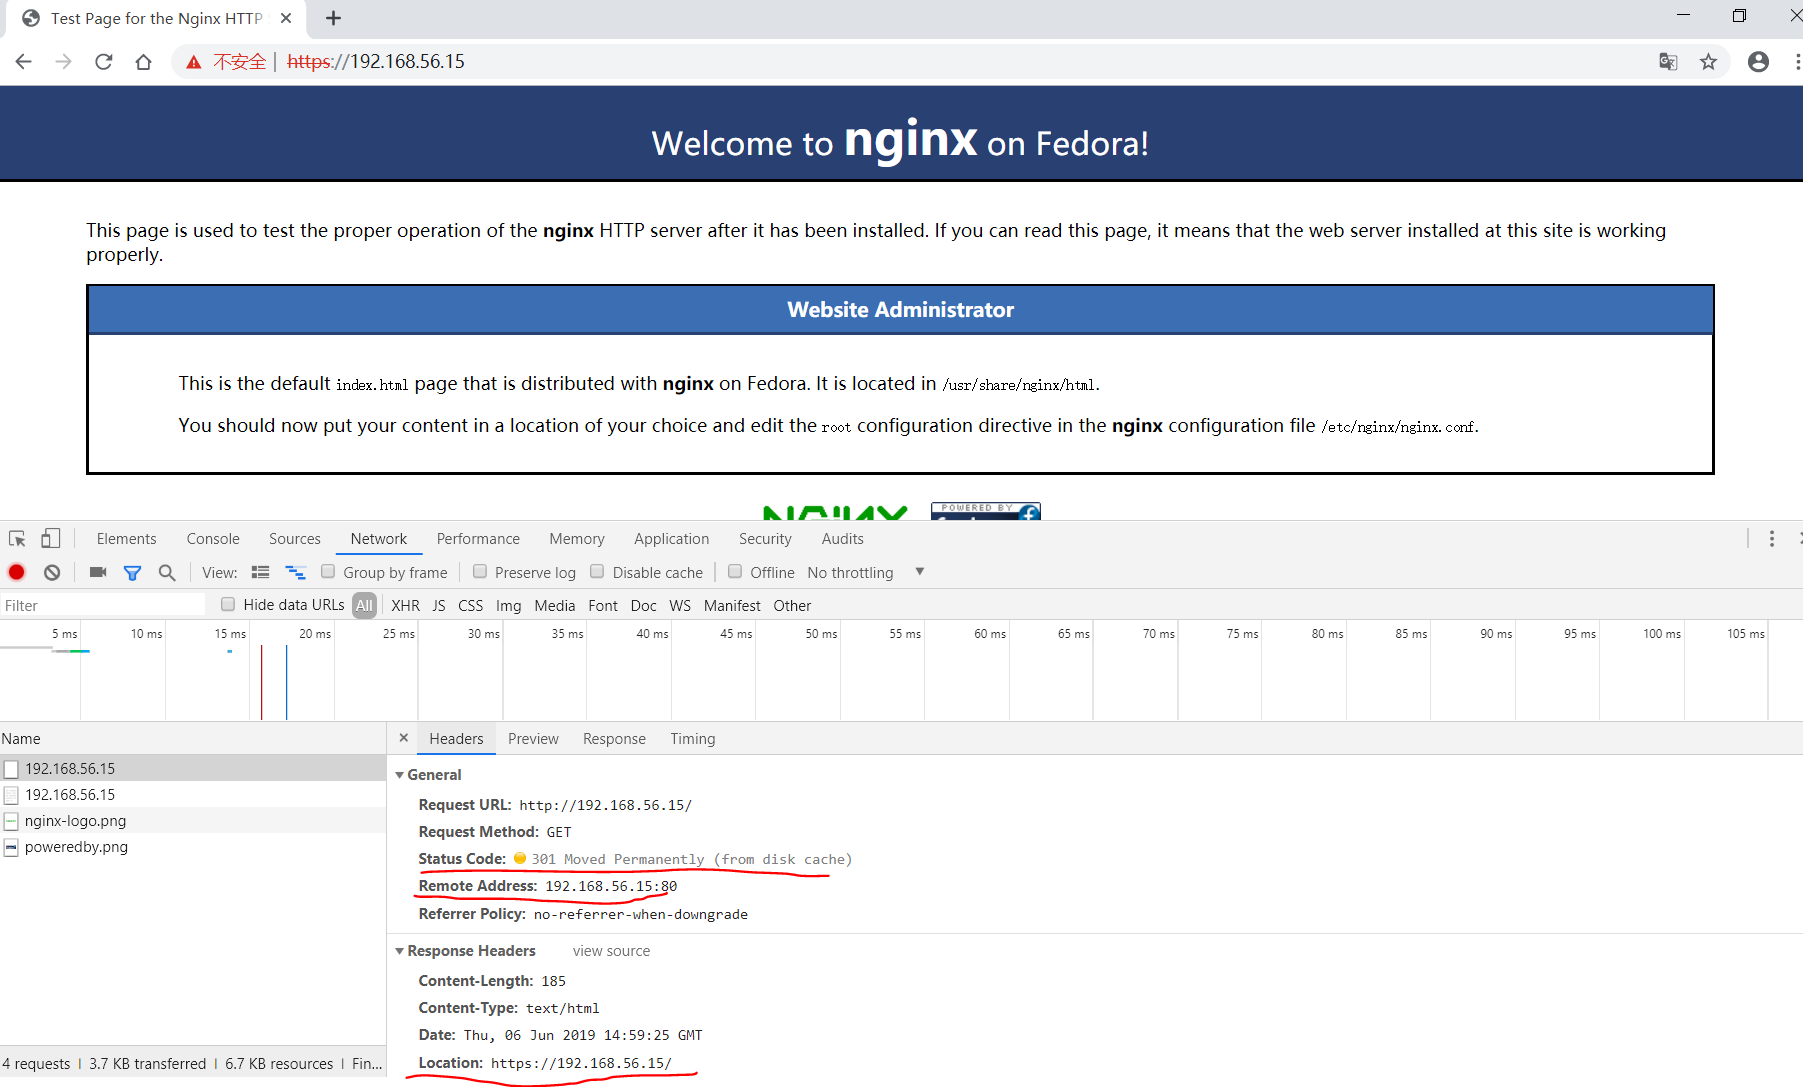 Test Page for the Nginx HTTP
不安全 | https://192.168.56.15
Welcome to nginx on Fedora!
This page is used to test the proper operation of the nginx HTTP server after it has been installed. If you can read this page, it means that the web server installed at this site is working
properly.
Website Administrator
This is the default index.html page that is distributed with nginx on Fedora. It is located in /usr/share/nginx/html.
You should now put your content in a location of your choice and edit the root configuration directive in the nginx configuration file /etc/nginx/nginx.conf.
NGINX POWERED BY
Elements Console Sources Network Performance Memory Application Security Audits
View: Group by frame Preserve log Disable cache Offline No throttling
Filter Hide data URLs All XHR JS CSS Img Media Font Doc WS Manifest Other
5 ms 10 ms 15 ms 20 ms 25 ms 30 ms 35 ms 40 ms 45 ms 50 ms 55 ms 60 ms 65 ms 70 ms 75 ms 80 ms 85 ms 90 ms 95 ms 100 ms 105 ms
Name
192.168.56.15
192.168.56.15
nginx-logo.png
poweredby.png
4 requests | 3.7 KB transferred | 6.7 KB resources | Fin...
Headers Preview Response Timing
General
Request URL: http://192.168.56.15/
Request Method: GET
Status Code: 301 Moved Permanently (from disk cache)
Remote Address: 192.168.56.15:80
Referrer Policy: no-referrer-when-downgrade
Response Headers view source
Content-Length: 185
Content-Type: text/html
Date: Thu, 06 Jun 2019 14:59:25 GMT
Location: https://192.168.56.15/